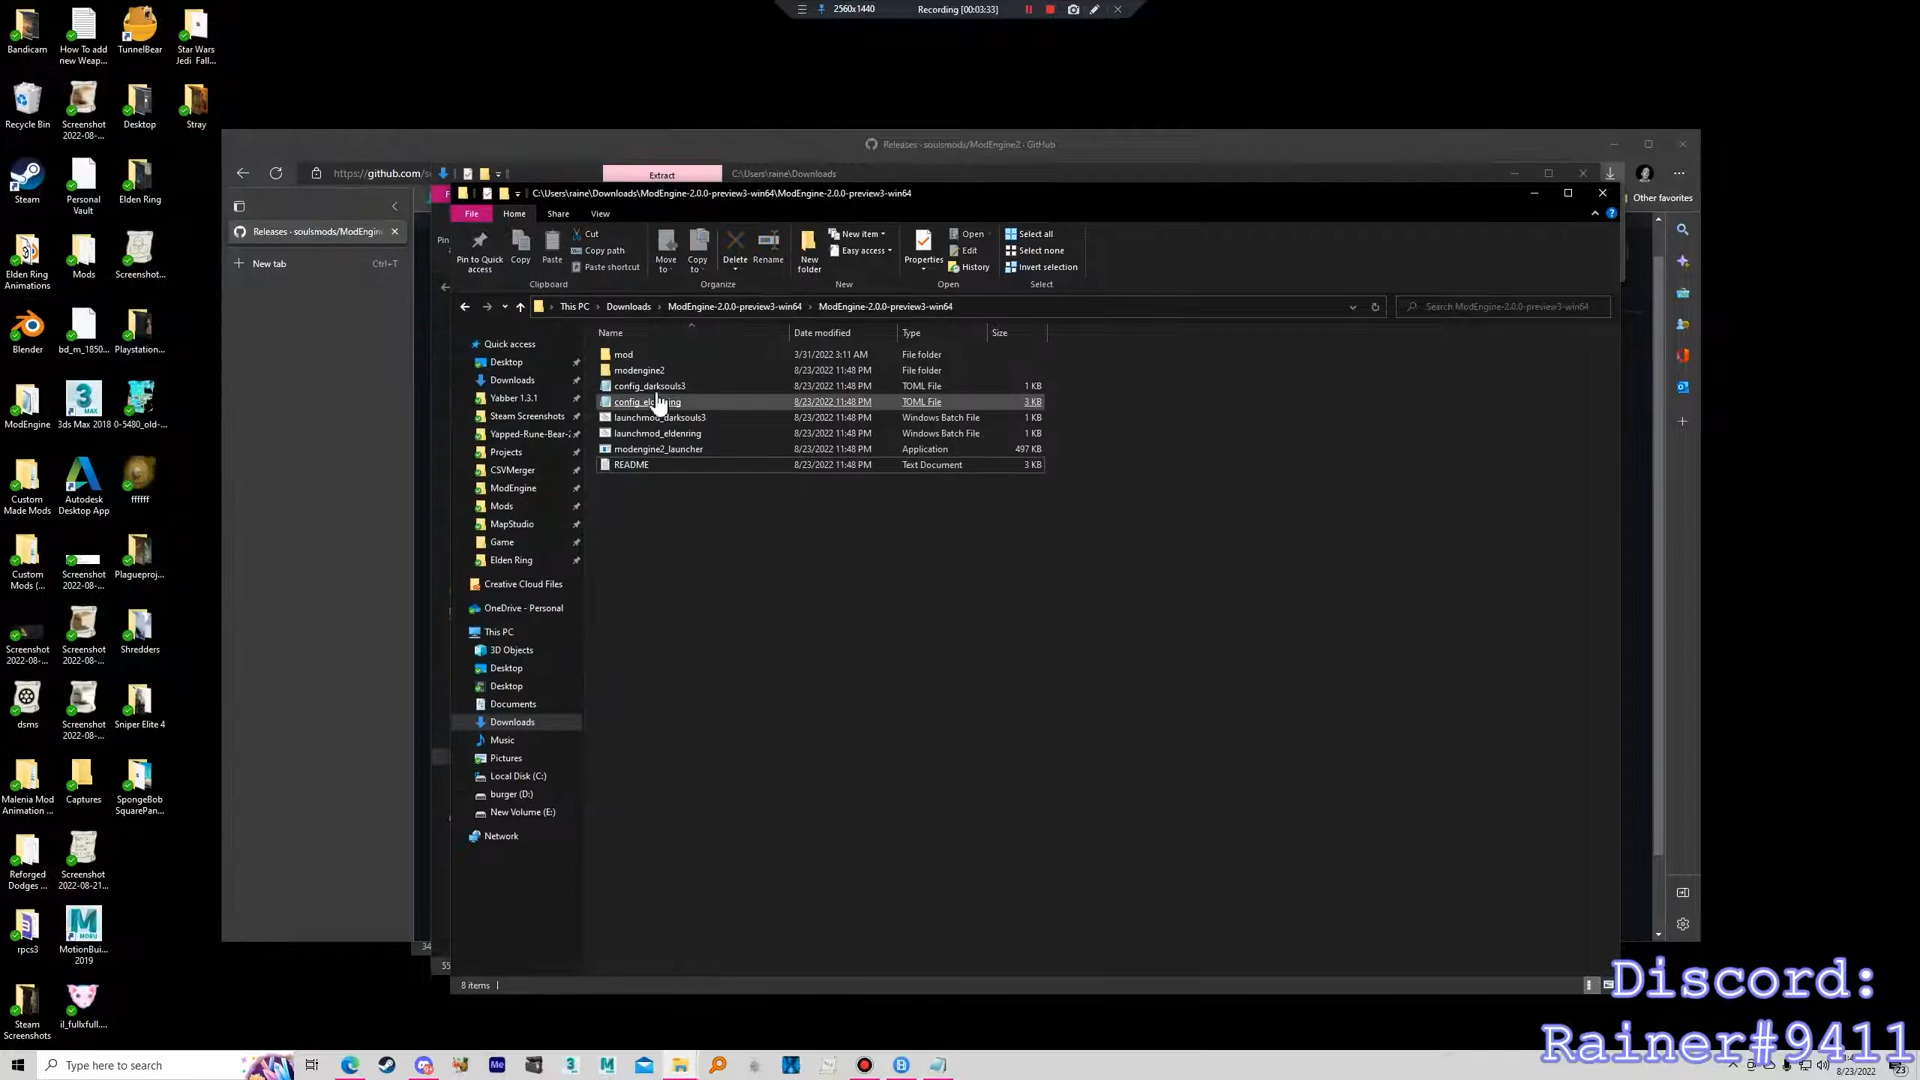 2560x1440
Recording [00:03:33]
Bandicam
How To add new Weap...
TunnelBear
Star Wars Jedi Fall...
Recycle Bin
Screenshot 2022-08-...
Desktop
Stray
Steam
Personal Vault
Elden Ring
Elden Ring Animations
Mods
Screenshot...
Blender
bd_m_1850...
Playstation...
ModEngine
3ds Max 2018
0-5480_old-...
Custom Made Mods
Autodesk Desktop App
ffffff
Custom Mods (...
Screenshot 2022-08-...
Plagueproj...
Screenshot 2022-08-...
Screenshot 2022-08-...
Shredders
dsms
Screenshot 2022-08-...
Sniper Elite 4
Malenia Mod Animation ...
Captures
SpongeBob SquarePan...
Reforged Dodges ...
Screenshot 2022-08-21...
rpcs3
MotionBui... 2019
Steam Screenshots
il_fullxfull....
Releases · soulsmods/ModEngine2 · GitHub
https://github.com/s
Extract
C:\Users\raine\Downloads
Other favorites
Releases · soulsmods/ModEngin
New tab
Ctrl+T
C:\Users\raine\Downloads\ModEngine-2.0.0-preview3-win64\ModEngine-2.0.0-preview3-win64
File
Home
Share
View
Pin
Pin to Quick access
Copy
Paste
Cut
Copy path
Paste shortcut
Move to
Copy to
Delete
Rename
New folder
New item
Easy access
Properties
Open
Edit
History
Select all
Select none
Invert selection
Clipboard
Organize
New
Open
Select
This PC
Downloads
ModEngine-2.0.0-preview3-win64
ModEngine-2.0.0-preview3-win64
Search ModEngine-2.0.0-preview3-win64
Name
Date modified
Type
Size
mod 3/31/2022 3:11 AM File folder
modengine2 8/23/2022 11:48 PM File folder
config_darksouls3 8/23/2022 11:48 PM TOML File 1 KB
config_el ing 8/23/2022 11:48 PM TOML File 3 KB
launchmod_darksouls3 8/23/2022 11:48 PM Windows Batch File 1 KB
launchmod_eldenring 8/23/2022 11:48 PM Windows Batch File 1 KB
modengine2_launcher 8/23/2022 11:48 PM Application 497 KB
README 8/23/2022 11:48 PM Text Document 3 KB
Quick access
Desktop
Downloads
Yabber 1.3.1
Steam Screenshots
Yapped-Rune-Bear-2
Projects
CSVMerger
ModEngine
Mods
MapStudio
Game
Elden Ring
Creative Cloud Files
OneDrive - Personal
This PC
3D Objects
Desktop
Desktop
Documents
Downloads
Music
Pictures
Local Disk (C:)
burger (D:)
New Volume (E:)
Network
34
55
8 items
Discord:
Rainer#9411
Type here to search
8/23/2022
23